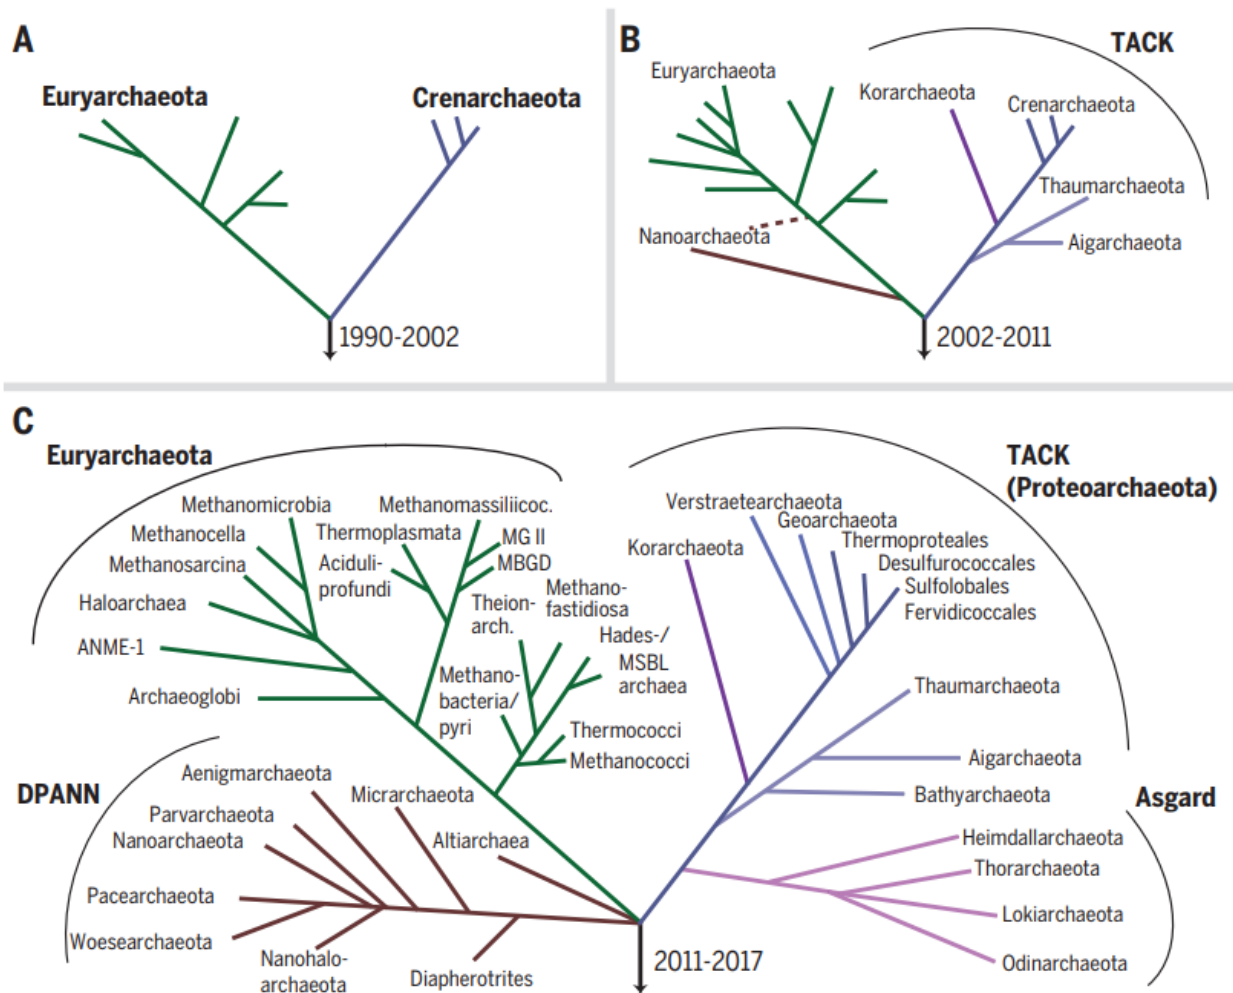 A
Euryarchaeota
Crenarchaeota
1990-2002
B
TACK
Euryarchaeota
Korarchaeota
Crenarchaeota
Thaumarchaeota
Nanoarchaeota
Aigarchaeota
2002-2011
C
Euryarchaeota
TACK
(Proteoarchaeota)
Methanomicrobia
Methanomassiliicoc.
Methanocella
Thermoplasmata
MG II
Methanosarcina
Aciduli-
profundi
MBGD
Haloarchaea
Theion-
arch.
Methano-
fastidiosa
ANME-1
Hades-/
MSBL
archaea
Archaeoglobi
Methano-
bacteria/
pyri
Thermococci
Methanococci
Verstraetearchaeota
Geoarchaeota
Korarchaeota
Thermoproteales
Desulfurococcales
Sulfolobales
Fervidicoccales
Thaumarchaeota
Aigarchaeota
Bathyarchaeota
DPANN
Aenigmarchaeota
Micrarchaeota
Parvarchaeota
Nanoarchaeota
Altiarchaea
Pacearchaeota
Woesearchaeota
Nanohalo-
archaeota
Diapherotrites
Asgard
Heimdallarchaeota
Thorarchaeota
Lokiarchaeota
Odinarchaeota
2011-2017